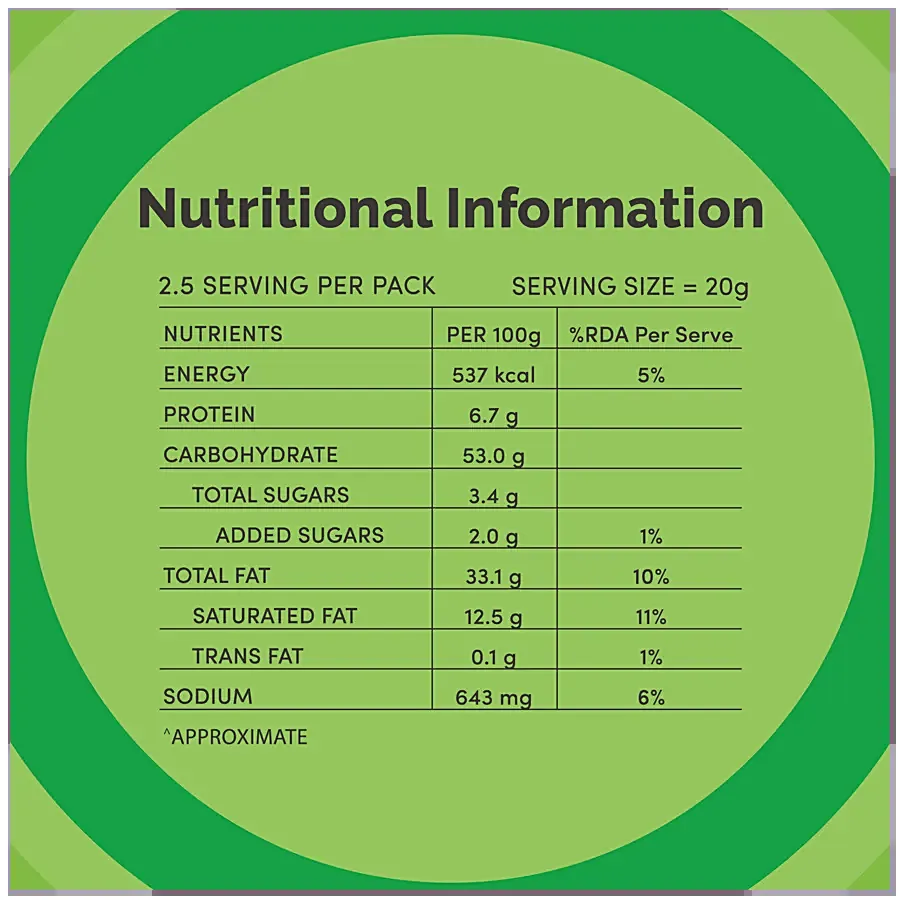 Nutritional Information
2.5 SERVING PER PACK SERVING SIZE = 20g
NUTRIENTS PER 100g %RDA Per Serve
ENERGY 537 kcal 5%
PROTEIN 6.7 g
CARBOHYDRATE 53.0 g
TOTAL SUGARS 3.4 g
ADDED SUGARS 2.0 g 1%
TOTAL FAT 33.1 g 10%
SATURATED FAT 12.5 g 11%
TRANS FAT 0.1 g 1%
SODIUM 643 mg 6%
^APPROXIMATE